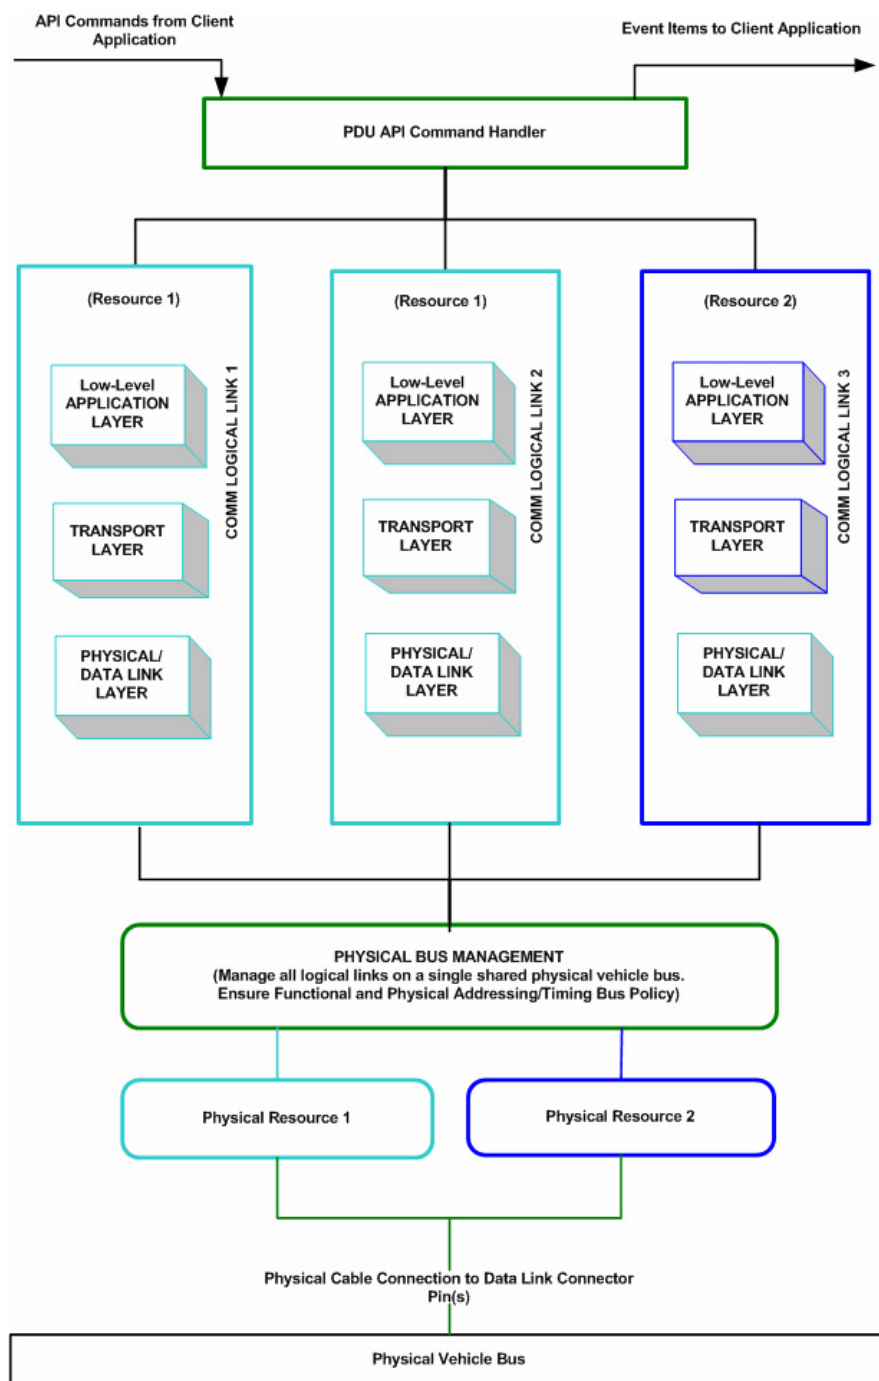 API Commands from Client
Application
Event Items to Client Application
PDU API Command Handler
(Resource 1)
Low-Level
APPLICATION
LAYER
TRANSPORT
LAYER
PHYSICAL/
DATA LINK
LAYER
COMM LOGICAL LINK 1
(Resource 1)
Low-Level
APPLICATION
LAYER
TRANSPORT
LAYER
PHYSICAL/
DATA LINK
LAYER
COMM LOGICAL LINK 2
(Resource 2)
Low-Level
APPLICATION
LAYER
TRANSPORT
LAYER
PHYSICAL/
DATA LINK
LAYER
COMM LOGICAL LINK 3
PHYSICAL BUS MANAGEMENT
(Manage all logical links on a single shared physical vehicle bus.
Ensure Functional and Physical Addressing/Timing Bus Policy)
Physical Resource 1
Physical Resource 2
Physical Cable Connection to Data Link Connector
Pin(s)
Physical Vehicle Bus